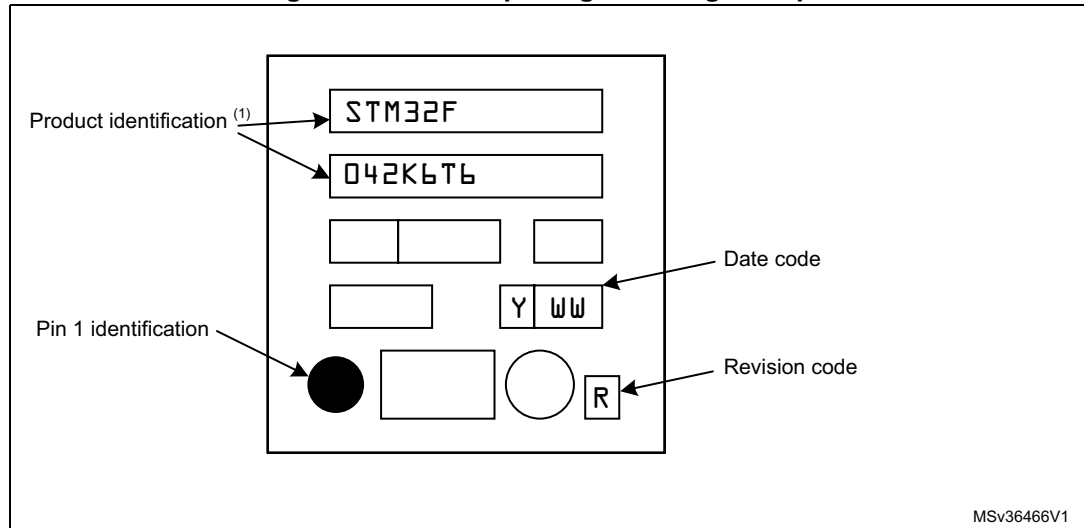 STM32F
Product identification (1)
042K6T6
Date code
Y WW
Pin 1 identification
Revision code
R
MSv36466V1